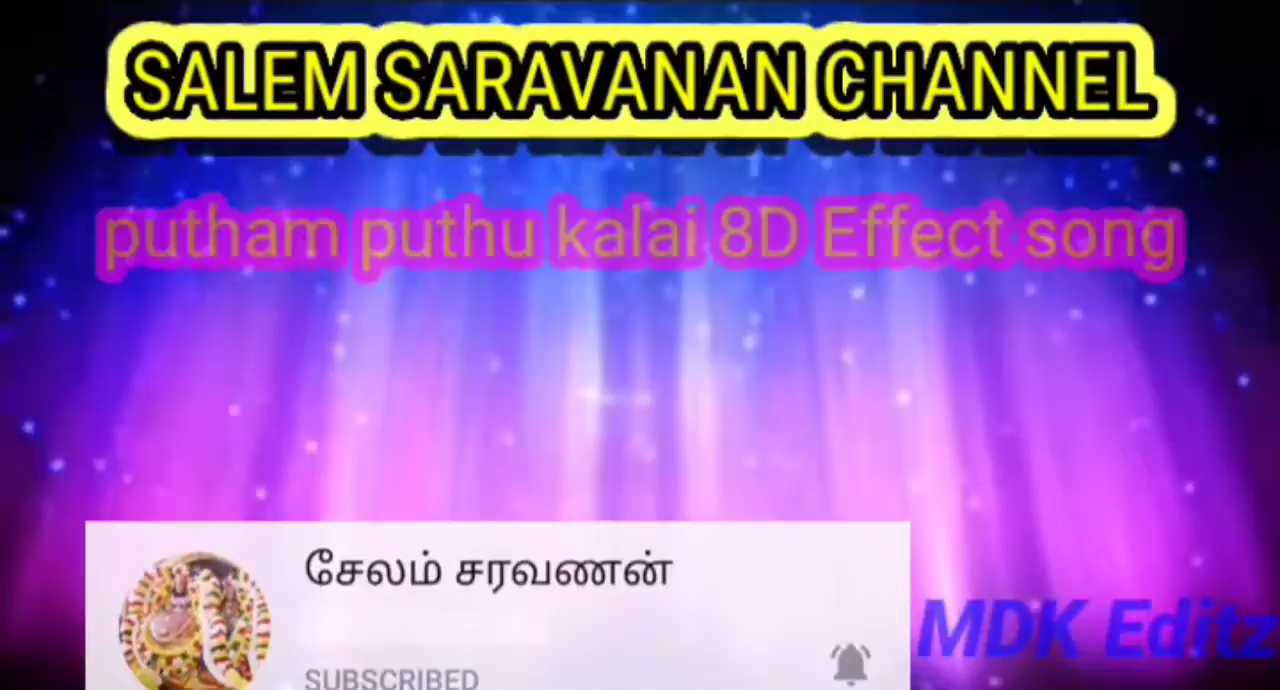 SALEM SARAVANAN CHANNEL
putham puthu kalai 8D Effect song
சேலம் சரவணன்
SUBSCRIBED
MDK Editz